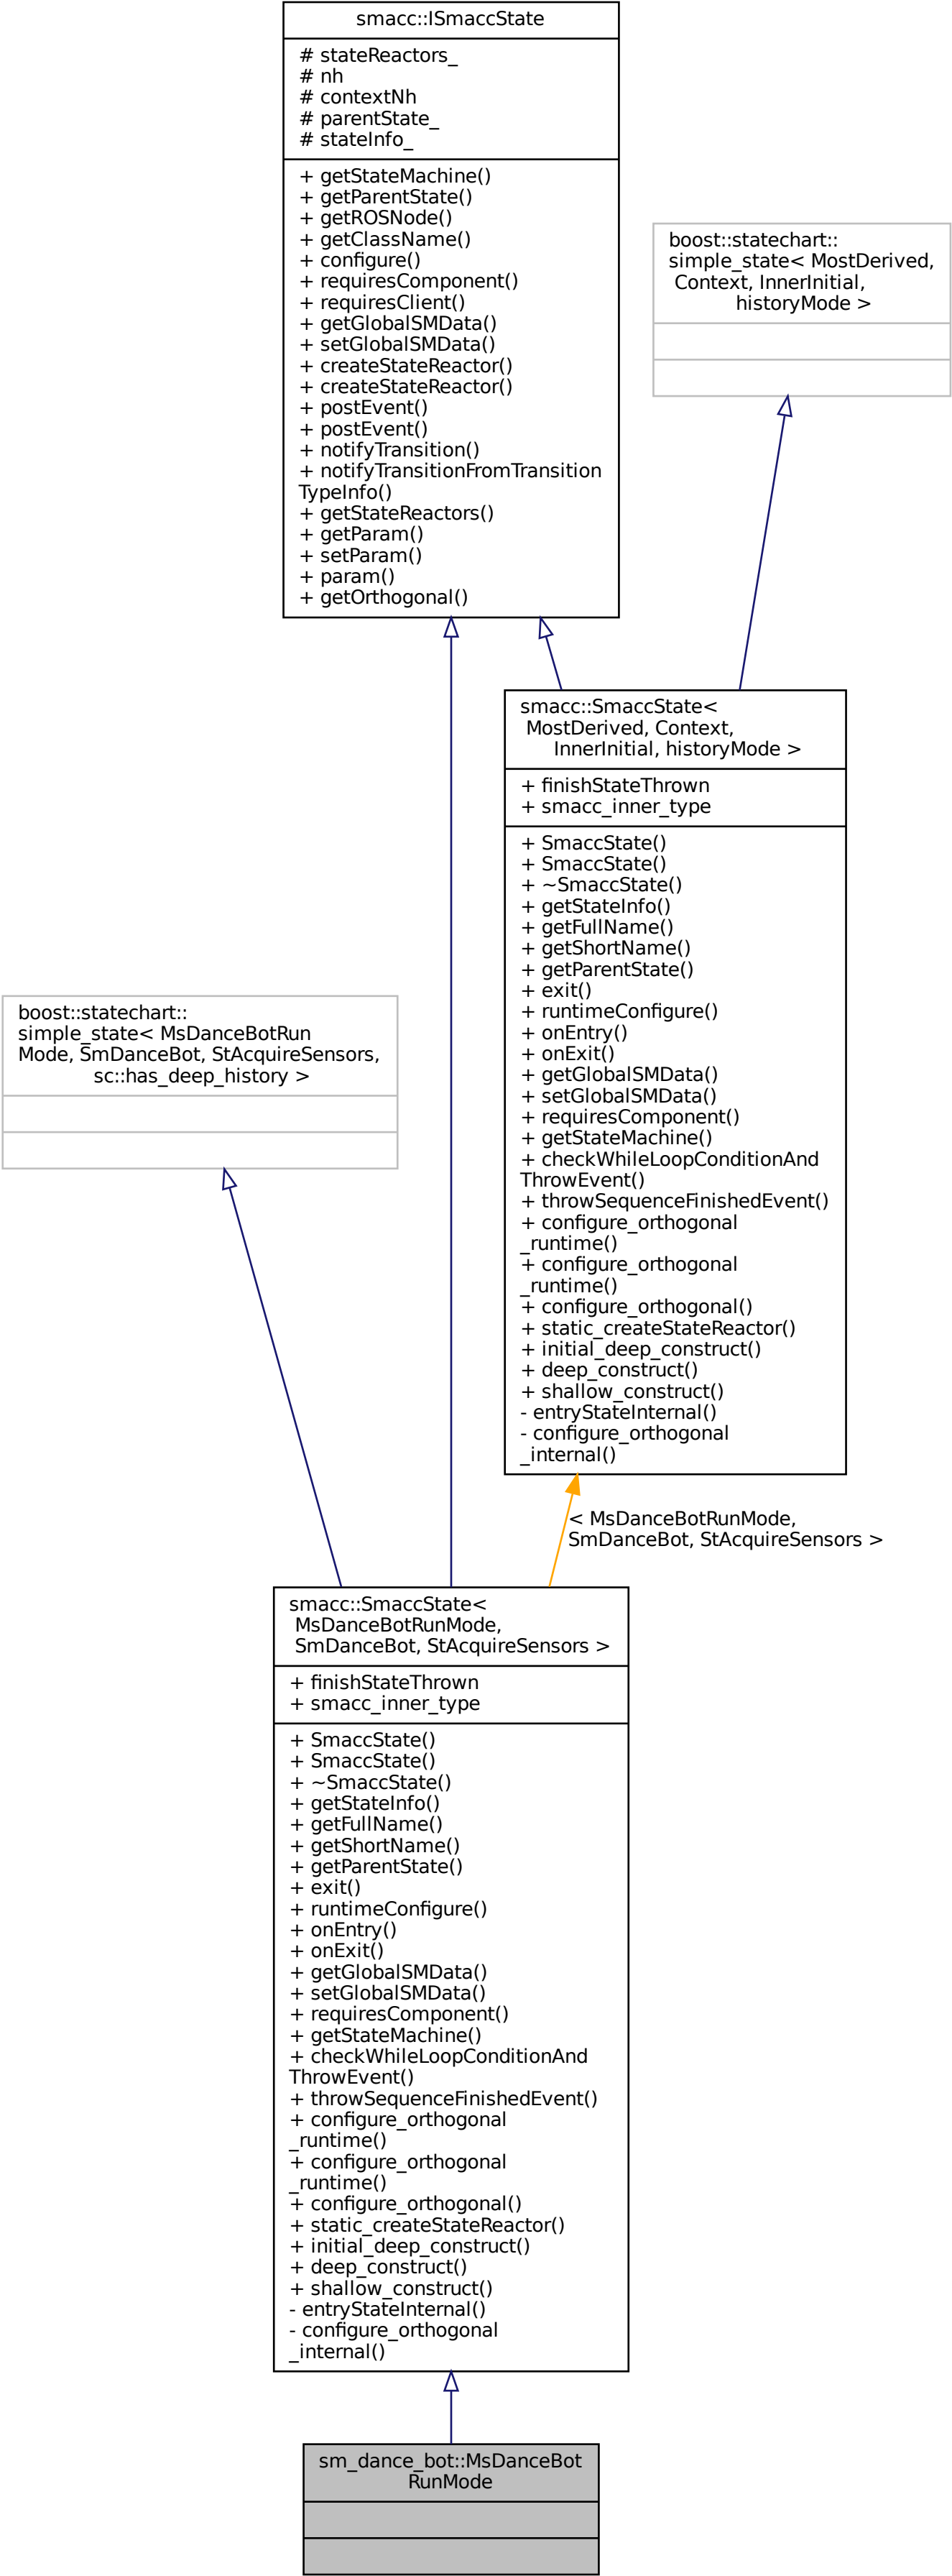 smacc::ISmaccState
# stateReactors_
# nh
# contextNh
# parentState_
# stateInfo_
+ getStateMachine()
+ getParentState()
+ getROSNode()
+ getClassName()
+ configure()
+ requiresComponent()
+ requiresClient()
+ getGlobalSMData()
+ setGlobalSMData()
+ createStateReactor()
+ createStateReactor()
+ postEvent()
+ postEvent()
+ notifyTransition()
+ notifyTransitionFromTransition
TypeInfo()
+ getStateReactors()
+ getParam()
+ setParam()
+ param()
+ getOrthogonal()
boost::statechart::
simple_state< MostDerived,
Context, InnerInitial,
historyMode >
smacc::SmaccState<
MostDerived, Context,
InnerInitial, historyMode >
+ finishStateThrown
+ smacc_inner_type
+ SmaccState()
+ SmaccState()
+ ~SmaccState()
+ getStateInfo()
+ getFullName()
+ getShortName()
+ getParentState()
+ exit()
+ runtimeConfigure()
+ onEntry()
+ onExit()
+ getGlobalSMData()
+ setGlobalSMData()
+ requiresComponent()
+ getStateMachine()
+ checkWhileLoopConditionAnd
ThrowEvent()
+ throwSequenceFinishedEvent()
+ configure_orthogonal
_runtime()
+ configure_orthogonal
_runtime()
+ configure_orthogonal()
+ static_createStateReactor()
+ initial_deep_construct()
+ deep_construct()
+ shallow_construct()
- entryStateInternal()
- configure_orthogonal
_internal()
boost::statechart::
simple_state< MsDanceBotRun
Mode, SmDanceBot, StAcquireSensors,
sc::has_deep_history >
< MsDanceBotRunMode,
SmDanceBot, StAcquireSensors >
smacc::SmaccState<
MsDanceBotRunMode,
SmDanceBot, StAcquireSensors >
+ finishStateThrown
+ smacc_inner_type
+ SmaccState()
+ SmaccState()
+ ~SmaccState()
+ getStateInfo()
+ getFullName()
+ getShortName()
+ getParentState()
+ exit()
+ runtimeConfigure()
+ onEntry()
+ onExit()
+ getGlobalSMData()
+ setGlobalSMData()
+ requiresComponent()
+ getStateMachine()
+ checkWhileLoopConditionAnd
ThrowEvent()
+ throwSequenceFinishedEvent()
+ configure_orthogonal
_runtime()
+ configure_orthogonal
_runtime()
+ configure_orthogonal()
+ static_createStateReactor()
+ initial_deep_construct()
+ deep_construct()
+ shallow_construct()
- entryStateInternal()
- configure_orthogonal
_internal()
sm_dance_bot::MsDanceBot
RunMode